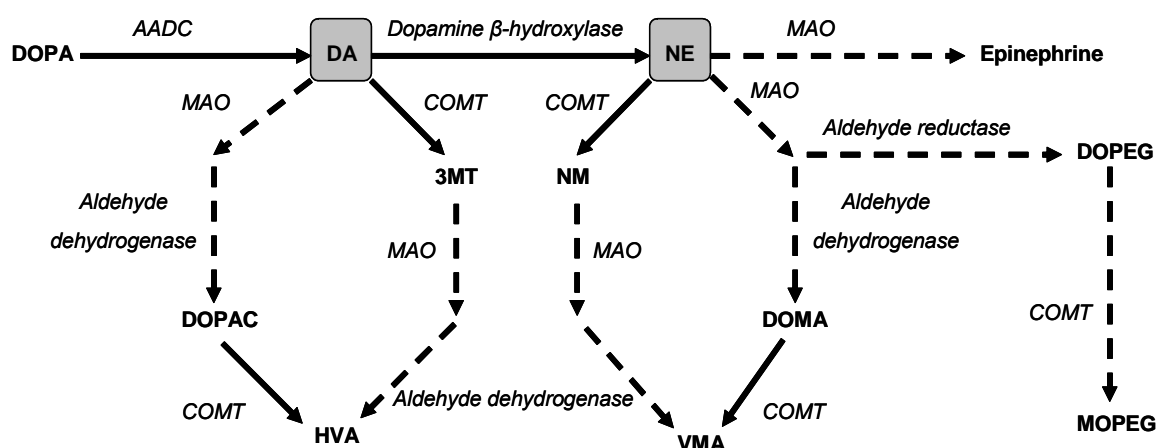 AADC Dopamine β-hydroxylase MAO
DOPA DA NE Epinephrine
MAO COMT COMT MAO
Aldehyde reductase
DOPEG
3MT NM
Aldehyde Aldehyde
dehydrogenase MAO MAO dehydrogenase
DOPAC DOMA COMT
COMT Aldehyde dehydrogenase COMT
HVA VMA MOPEG